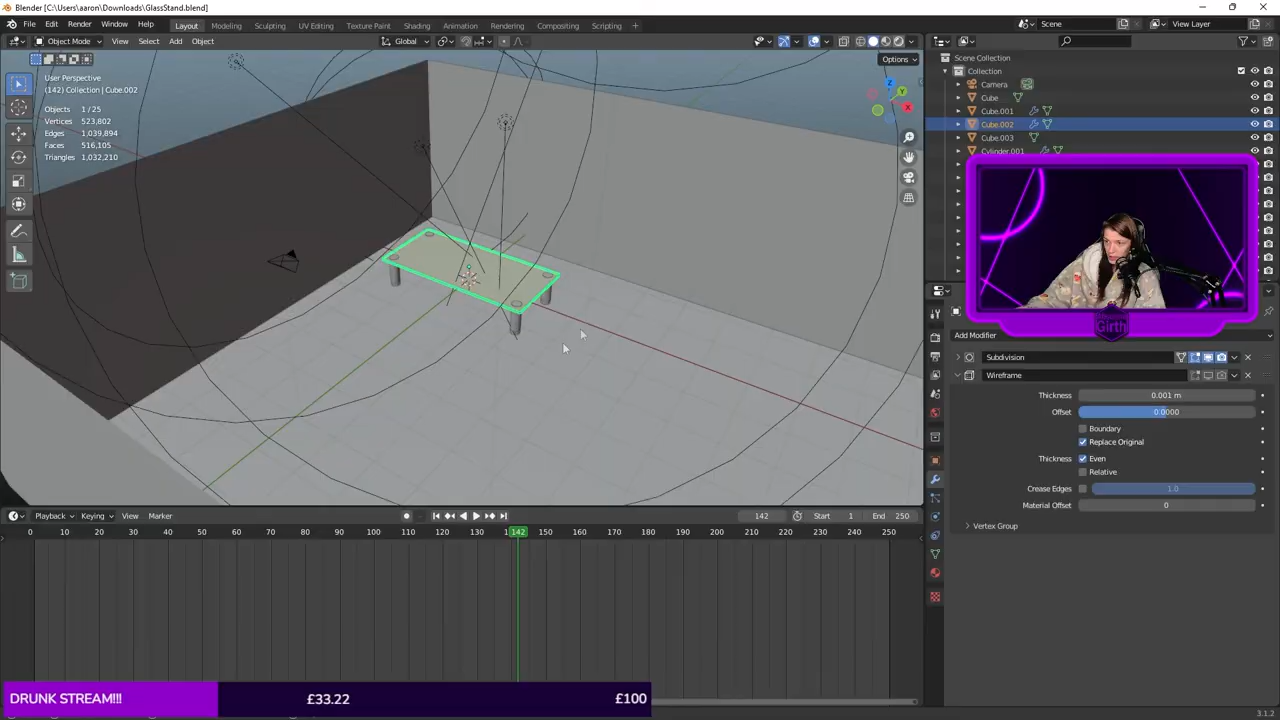 Blender [C:\Users\aaron\Downloads\GlassStand.blend]
File Edit Render Window Help
Layout Modeling Sculpting UV Editing Texture Paint Shading Animation Rendering Compositing Scripting +
Scene
View Layer
Object Mode View Select Add Object
Global
Options
User Perspective
(142) Collection | Cube.002
Objects 1 / 25
Vertices 523,802
Edges 1,039,894
Faces 516,105
Triangles 1,032,210
Z
Y
X
Scene Collection
Collection
Camera
Cube
Cube.001
Cube.002
Cube.003
Cylinder.001
Girth
Add Modifier
Subdivision
Wireframe
Thickness 0.001 m
Offset 0.0000
Boundary
Replace Original
Thickness Even
Relative
Crease Edges 1.0
Material Offset 0
Vertex Group
Playback Keying View Marker
142 Start 1 End 250
0 10 20 30 40 50 60 70 80 90 100 110 120 130 142 150 160 170 180 190 200 210 220 230 240 250
DRUNK STREAM!!! £33.22 £100
3.1.2